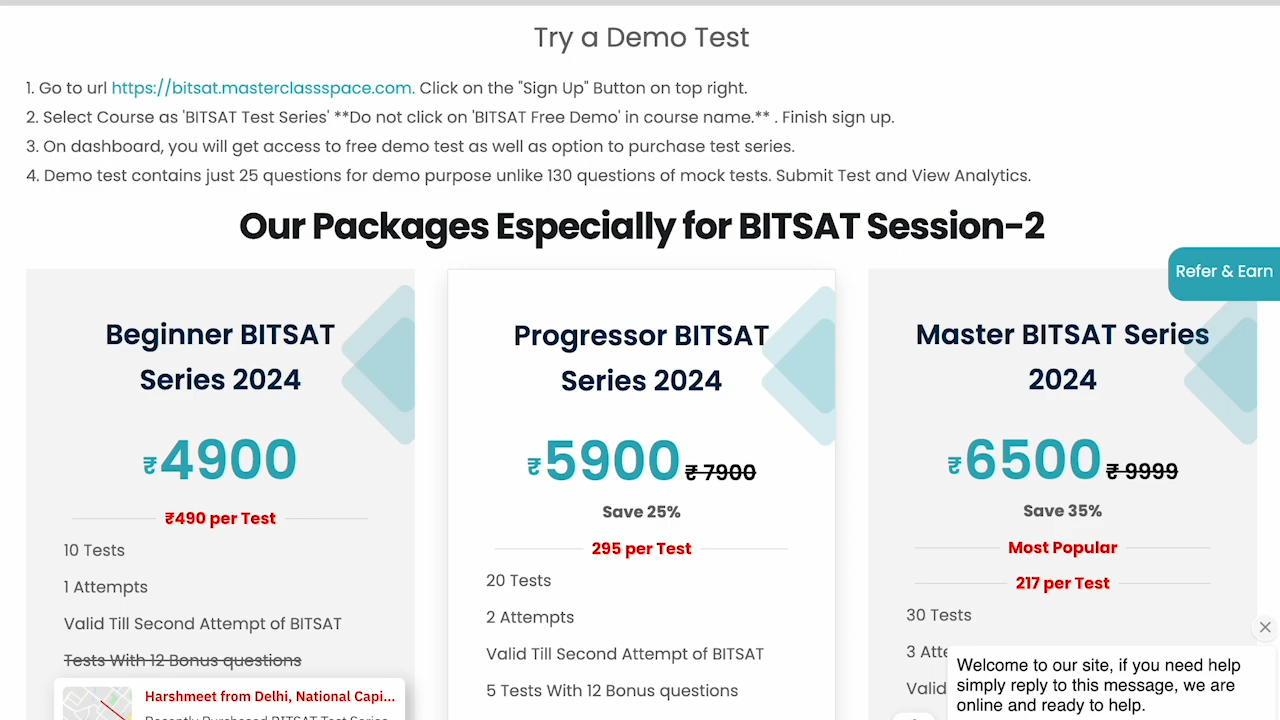 Try a Demo Test
1. Go to url https://bitsat.masterclassspace.com. Click on the "Sign Up" Button on top right.
2. Select Course as 'BITSAT Test Series' **Do not click on 'BITSAT Free Demo' in course name.** . Finish sign up.
3. On dashboard, you will get access to free demo test as well as option to purchase test series.
4. Demo test contains just 25 questions for demo purpose unlike 130 questions of mock tests. Submit Test and View Analytics.
Our Packages Especially for BITSAT Session-2
Refer & Earn
Beginner BITSAT
Series 2024
₹4900
₹490 per Test
10 Tests
1 Attempts
Valid Till Second Attempt of BITSAT
Tests With 12 Bonus questions
Harshmeet from Delhi, National Capi...
Recently Purchased BITSAT Test Series
Progressor BITSAT
Series 2024
₹5900 ₹ 7900
Save 25%
295 per Test
20 Tests
2 Attempts
Valid Till Second Attempt of BITSAT
5 Tests With 12 Bonus questions
Master BITSAT Series
2024
₹6500 ₹ 9999
Save 35%
Most Popular
217 per Test
30 Tests
3 Atte
Valid
Welcome to our site, if you need help
simply reply to this message, we are
online and ready to help.